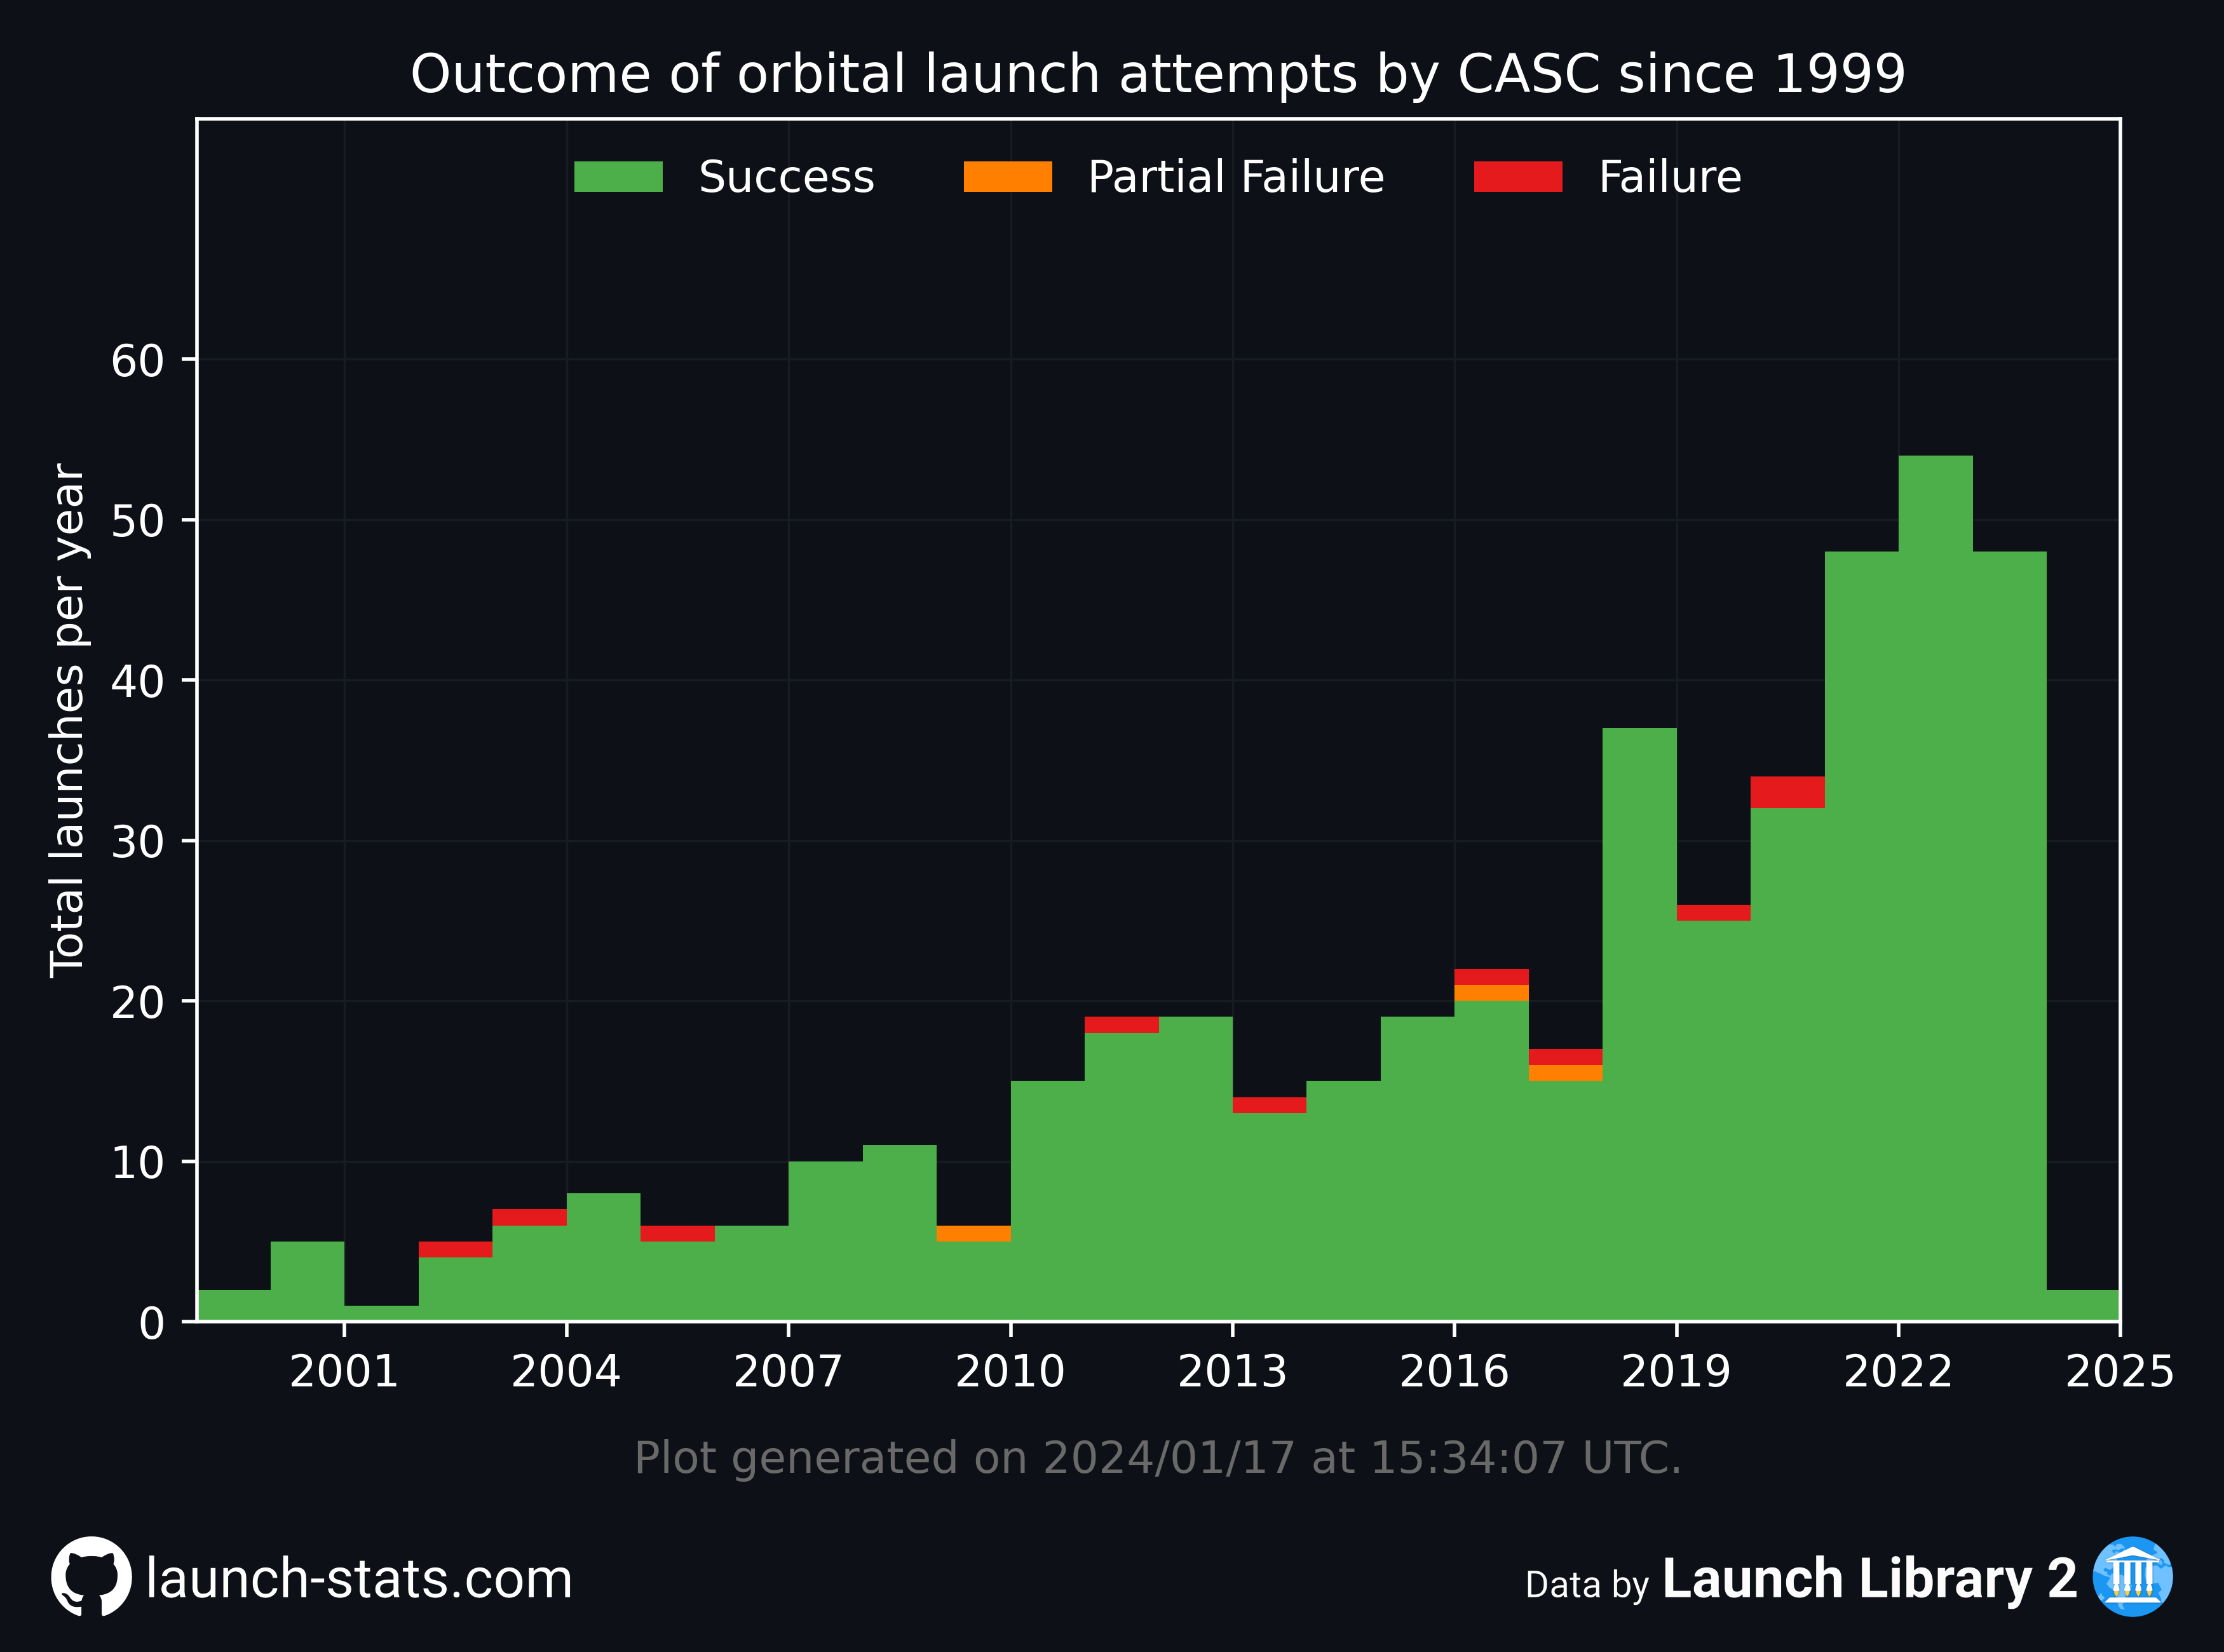 Outcome of orbital launch attempts by CASC since 1999
Success Partial Failure Failure
Total launches per year
60
50
40
30
20
10
0
2001 2004 2007 2010 2013 2016 2019 2022 2025
Plot generated on 2024/01/17 at 15:34:07 UTC.
launch-stats.com
Data by Launch Library 2